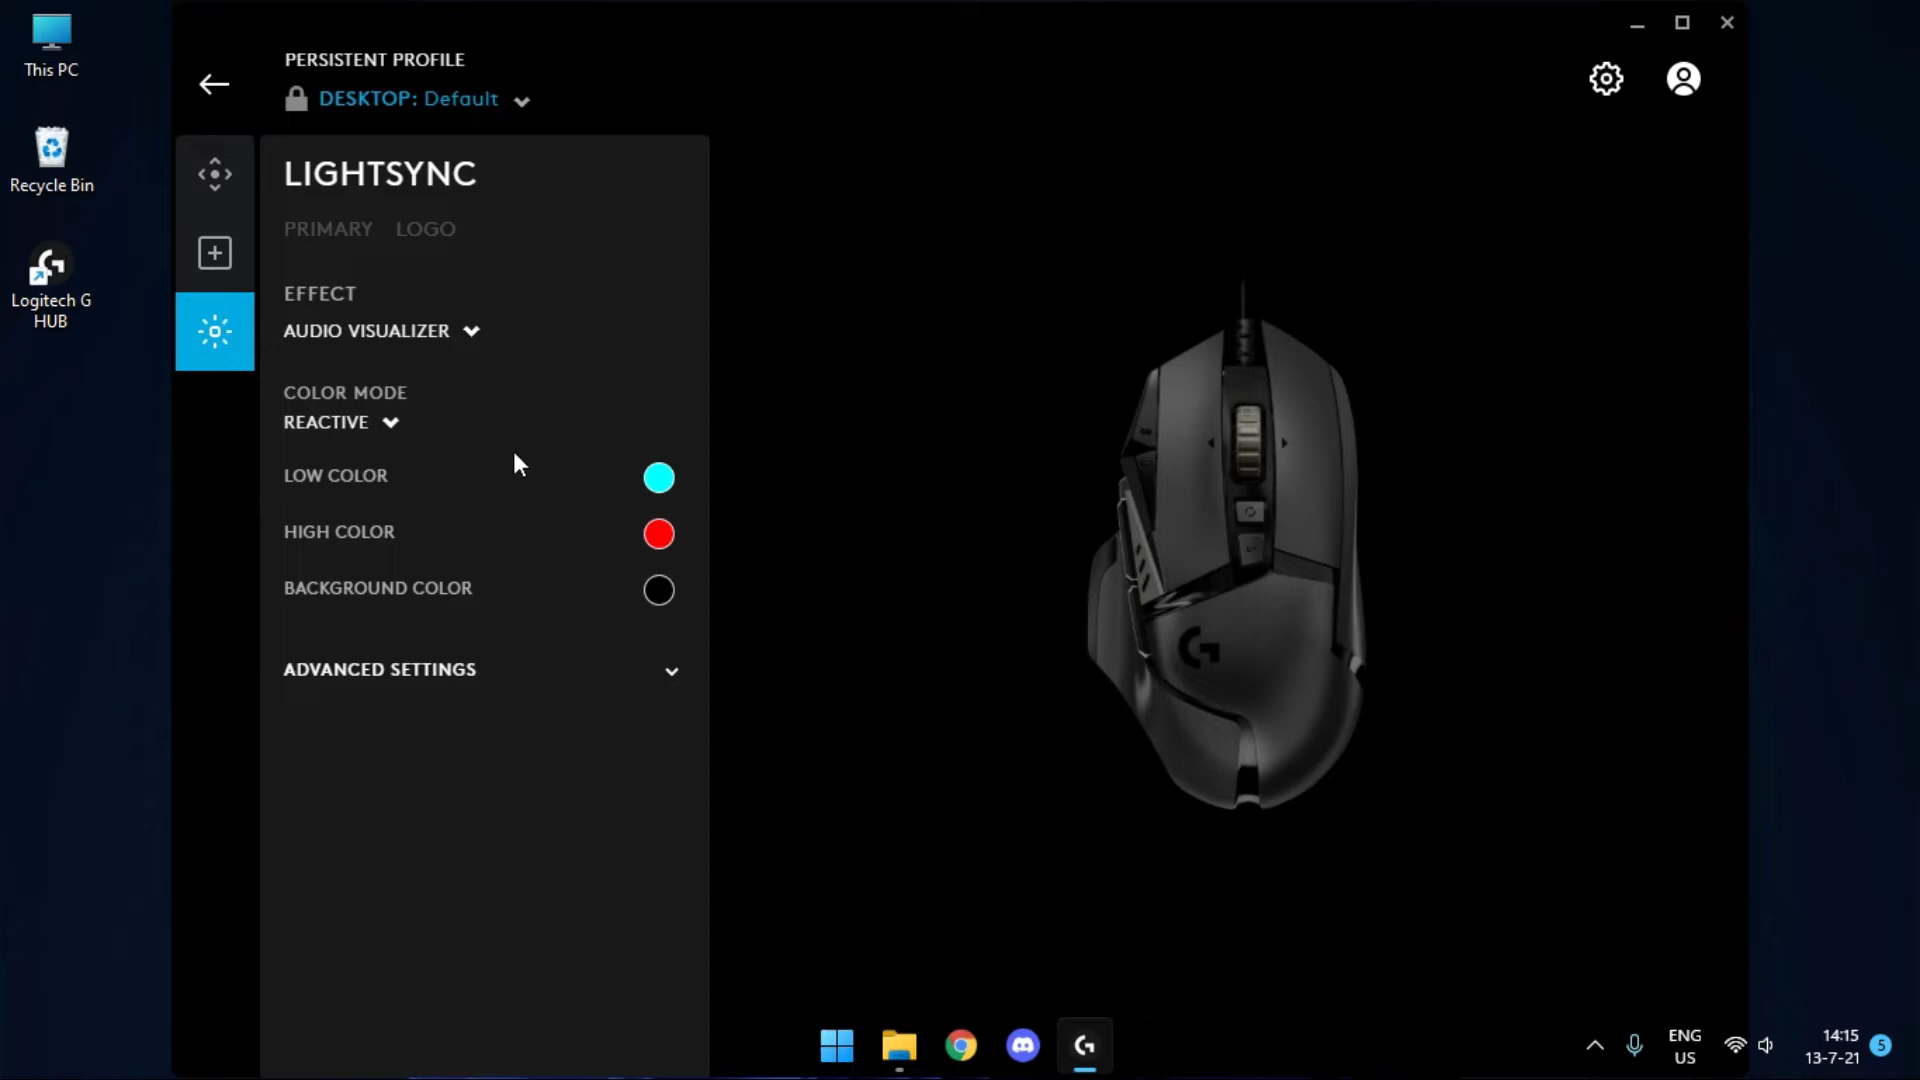 This PC
Recycle Bin
Logitech G
HUB
PERSISTENT PROFILE
DESKTOP: Default
LIGHTSYNC
PRIMARY LOGO
EFFECT
AUDIO VISUALIZER
COLOR MODE
REACTIVE
LOW COLOR
HIGH COLOR
BACKGROUND COLOR
ADVANCED SETTINGS
ENG
US
14:15
13-7-21
5